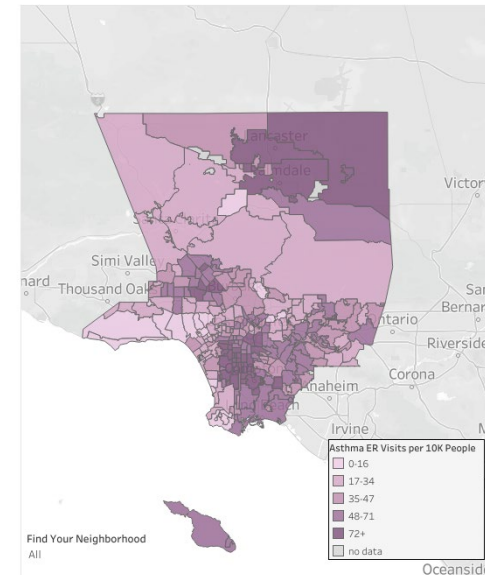 Lancaster
Palmdale
Victor
Simi Valley
nard
Thousand Oak
San
Bernar
Ontario
Riverside
Corona
Anaheim
Irvine
Asthma ER Visits per 10K People
0-16
17-34
35-47
48-71
72+
no data
Find Your Neighborhood
All
Oceanside